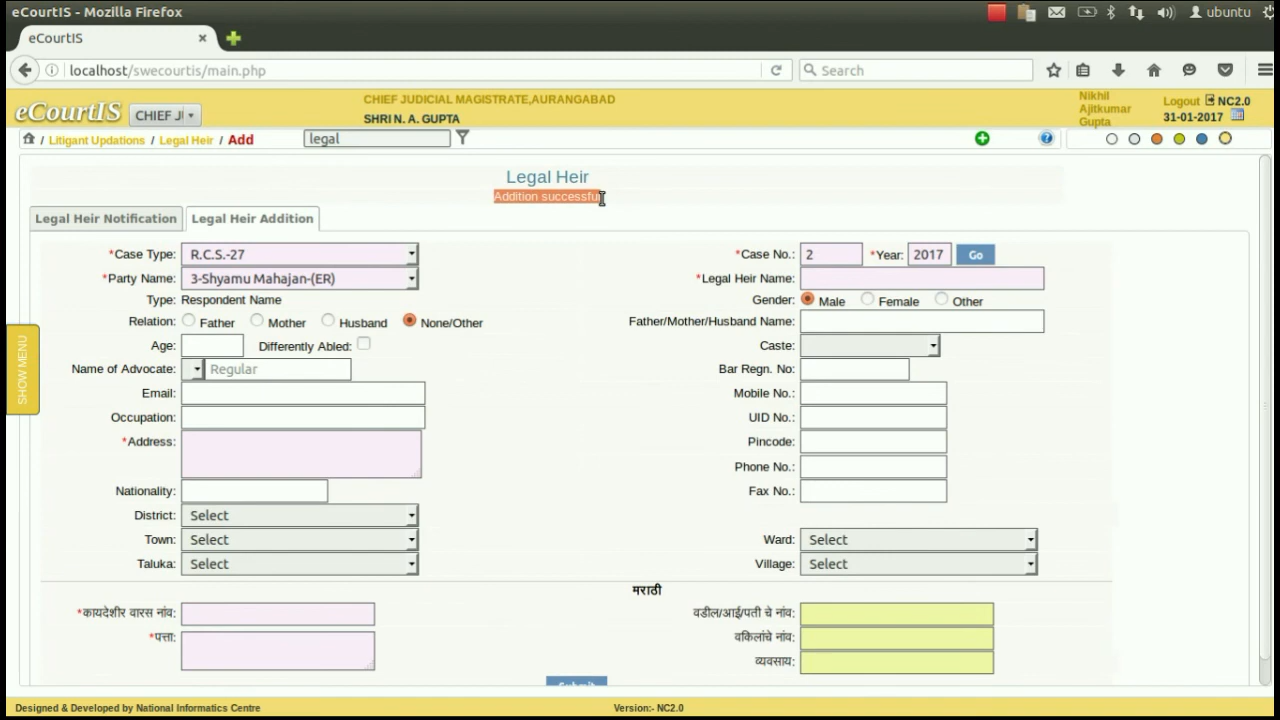 eCourtIS - Mozilla Firefox
ubuntu
eCourtIS
localhost/swecourtis/main.php
Search
eCourtIS
CHIEF JUDICIAL MAGISTRATE,AURANGABAD
SHRI N. A. GUPTA
Nikhil
Ajitkumar
Gupta
Logout NC2.0
31-01-2017
/ Litigant Updations / Legal Heir / Add
legal
Legal Heir
Legal Heir Notification
Legal Heir Addition
*Case Type: R.C.S.-27
*Case No.: 2 *Year: 2017 Go
*Party Name: 3-Shyamu Mahajan-(ER)
*Legal Heir Name:
Type: Respondent Name
Gender: Male Female Other
Relation: Father Mother Husband None/Other
Father/Mother/Husband Name:
Age: Differently Abled:
Caste:
Name of Advocate: Regular
Bar Regn. No:
Email:
Mobile No.:
Occupation:
UID No.:
*Address:
Pincode:
Phone No.:
Nationality:
Fax No.:
District: Select
Town: Select
Ward: Select
Taluka: Select
Village: Select
मराठी
*कायदेशीर वारस नांव:
वडील/आई/पती चे नांव:
*पत्ता:
वकिलांचे नांव:
व्यवसाय:
Submit
SHOW MENU
Designed & Developed by National Informatics Centre
Version:- NC2.0